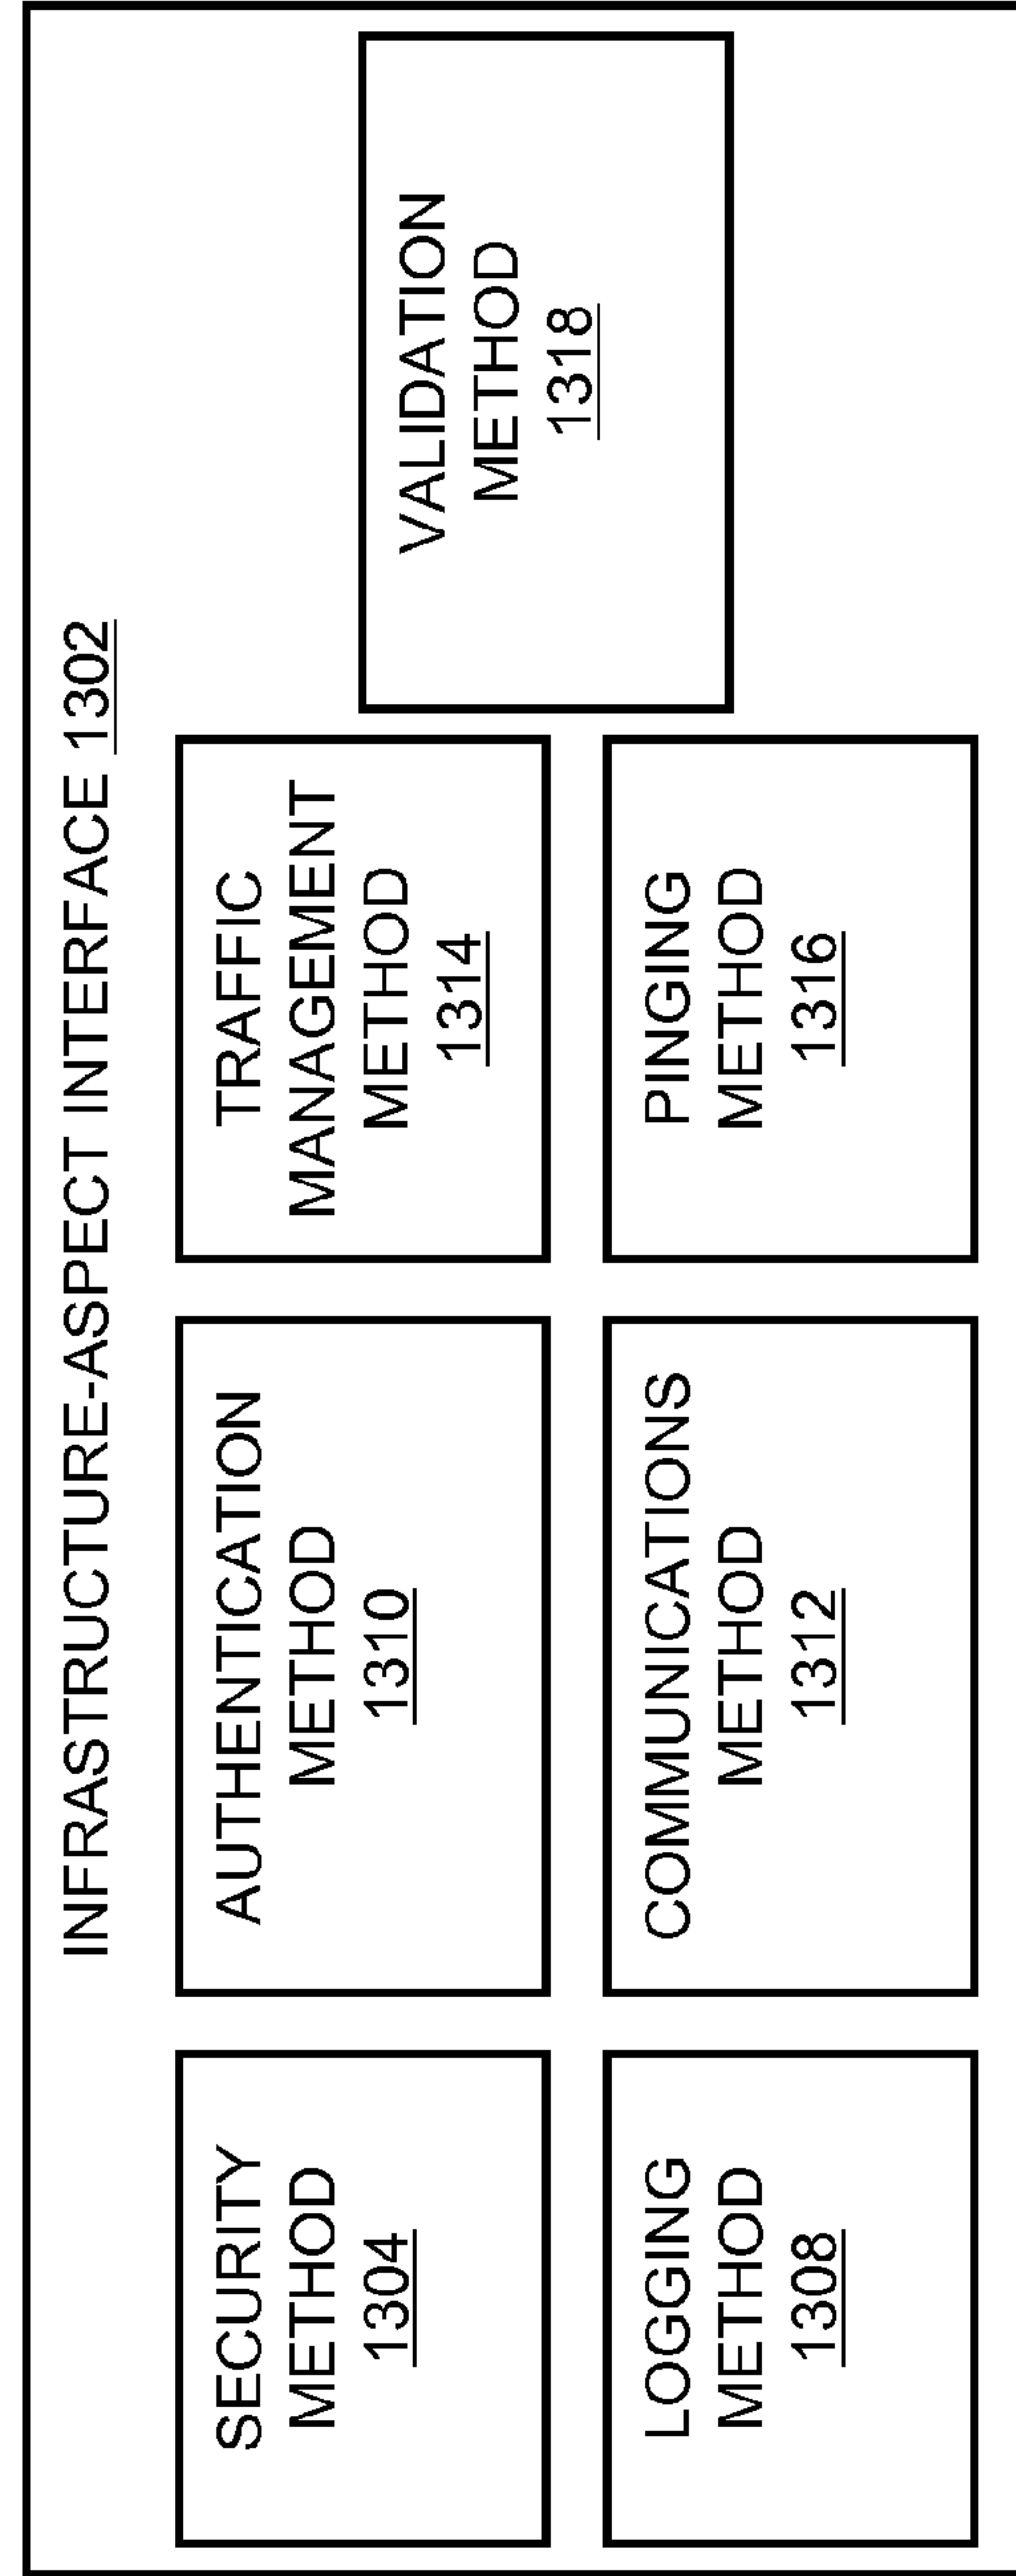 INFRASTRUCTURE-ASPECT INTERFACE 1302
SECURITY
METHOD
1304
AUTHENTICATION
METHOD
1310
TRAFFIC
MANAGEMENT
METHOD
1314
VALIDATION
METHOD
1318
LOGGING
METHOD
1308
COMMUNICATIONS
METHOD
1312
PINGING
METHOD
1316